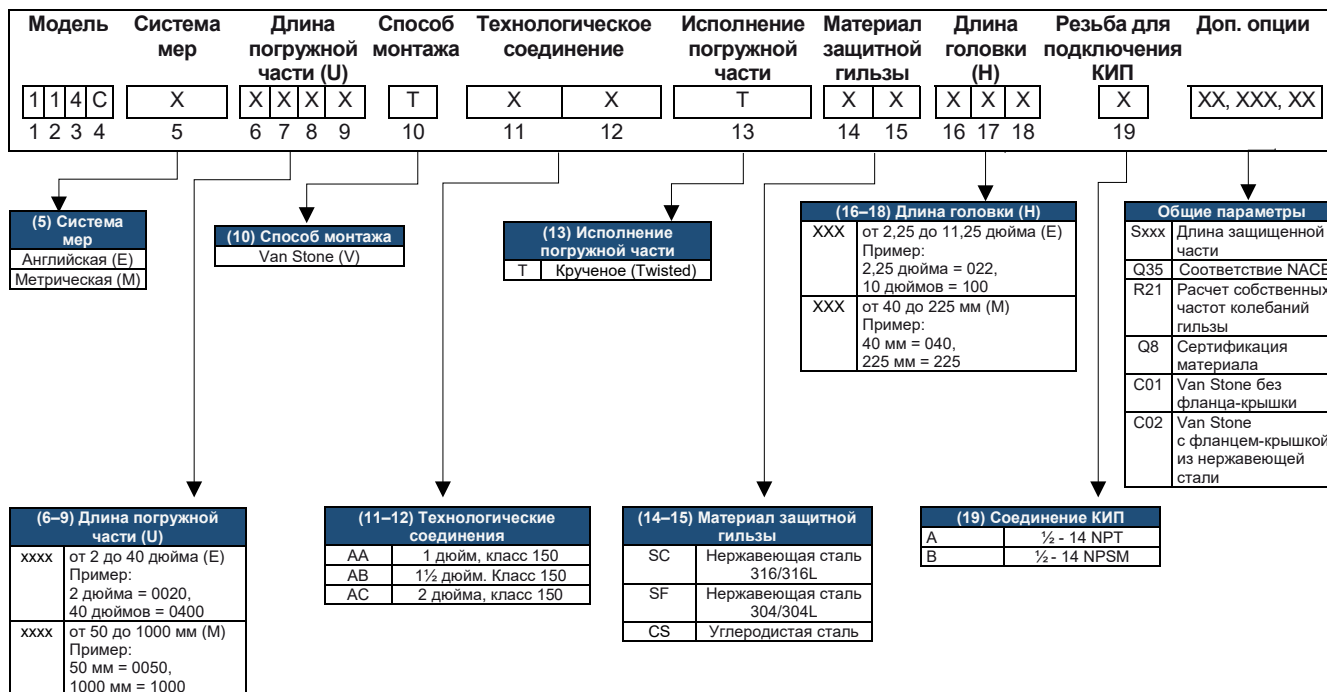 Модель Система мер Длина погружной части (U) Способ монтажа Технологическое соединение Исполнение погружной части Материал защитной гильзы Длина головки (H) Резьба для подключения КИП Доп. опции
1 1 4 C X X X X X T X X T X X X X X X XX, XXX, XX
1 2 3 4 5 6 7 8 9 10 11 12 13 14 15 16 17 18 19
(5) Система
мер
Английская (E)
Метрическая (M)
(10) Способ монтажа
Van Stone (V)
(13) Исполнение
погружной части
T Крученое (Twisted)
(16–18) Длина головки (H)
XXX от 2,25 до 11,25 дюйма (E)
Пример:
2,25 дюйма = 022,
10 дюймов = 100
XXX от 40 до 225 мм (M)
Пример:
40 мм = 040,
225 мм = 225
Общие параметры
Sxxx Длина защищенной
части
Q35 Соответствие NACE
R21 Расчет собственных
частот колебаний
гильзы
Q8 Сертификация
материала
C01 Van Stone без
фланца-крышки
C02 Van Stone
с фланцем-крышкой
из нержавеющей
стали
(6–9) Длина погружной
части (U)
xxxx от 2 до 40 дюйма (E)
Пример:
2 дюйма = 0020,
40 дюймов = 0400
xxxx от 50 до 1000 мм (M)
Пример:
50 мм = 0050,
1000 мм = 1000
(11–12) Технологические
соединения
AA 1 дюйм, класс 150
AB 1½ дюйм. Класс 150
AC 2 дюйма, класс 150
(14–15) Материал защитной
гильзы
SC Нержавеющая сталь
316/316L
SF Нержавеющая сталь
304/304L
CS Углеродистая сталь
(19) Соединение КИП
A ½ - 14 NPT
B ½ - 14 NPSM